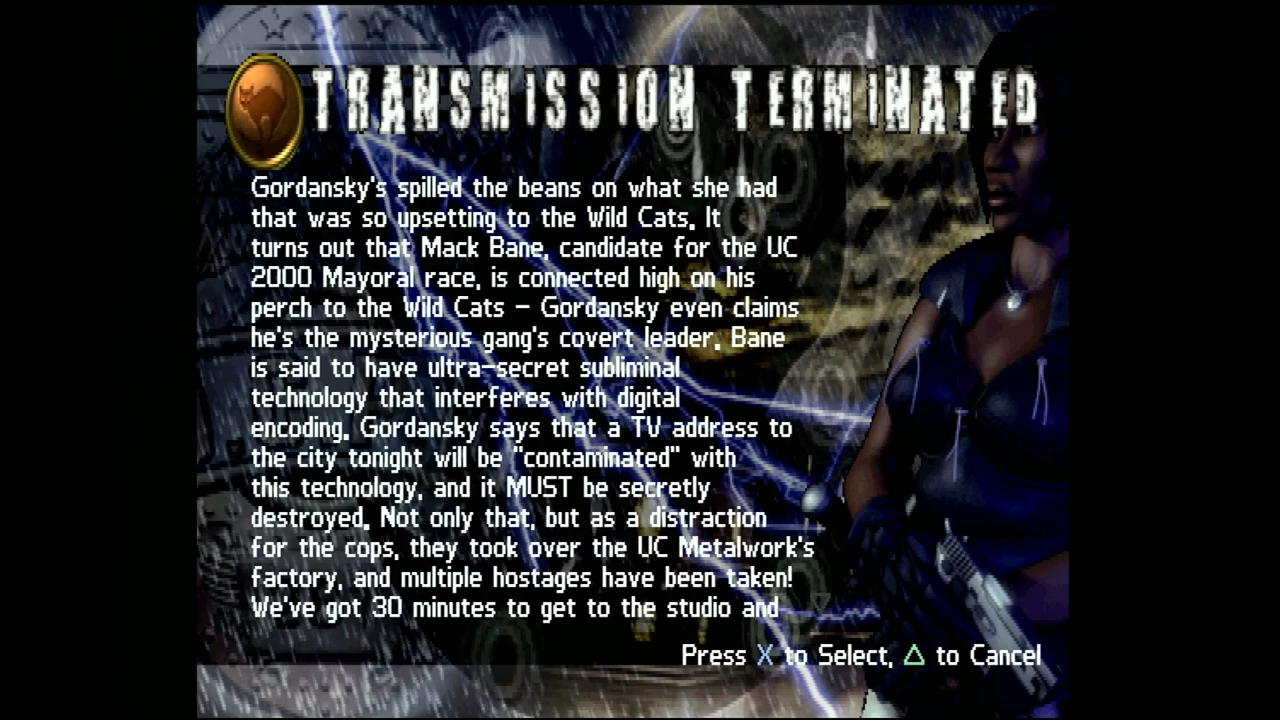 TRANSMISSION TERMINATED
Gordansky's spilled the beans on what she had
that was so upsetting to the Wild Cats. It
turns out that Mack Bane, candidate for the UC
2000 Mayoral race, is connected high on his
perch to the Wild Cats - Gordansky even claims
he's the mysterious gang's covert leader. Bane
is said to have ultra-secret subliminal
technology that interferes with digital
encoding. Gordansky says that a TV address to
the city tonight will be "contaminated" with
this technology, and it MUST be secretly
destroyed. Not only that, but as a distraction
for the cops, they took over the UC Metalwork's
factory, and multiple hostages have been taken!
We've got 30 minutes to get to the studio and
Press X to Select, △ to Cancel